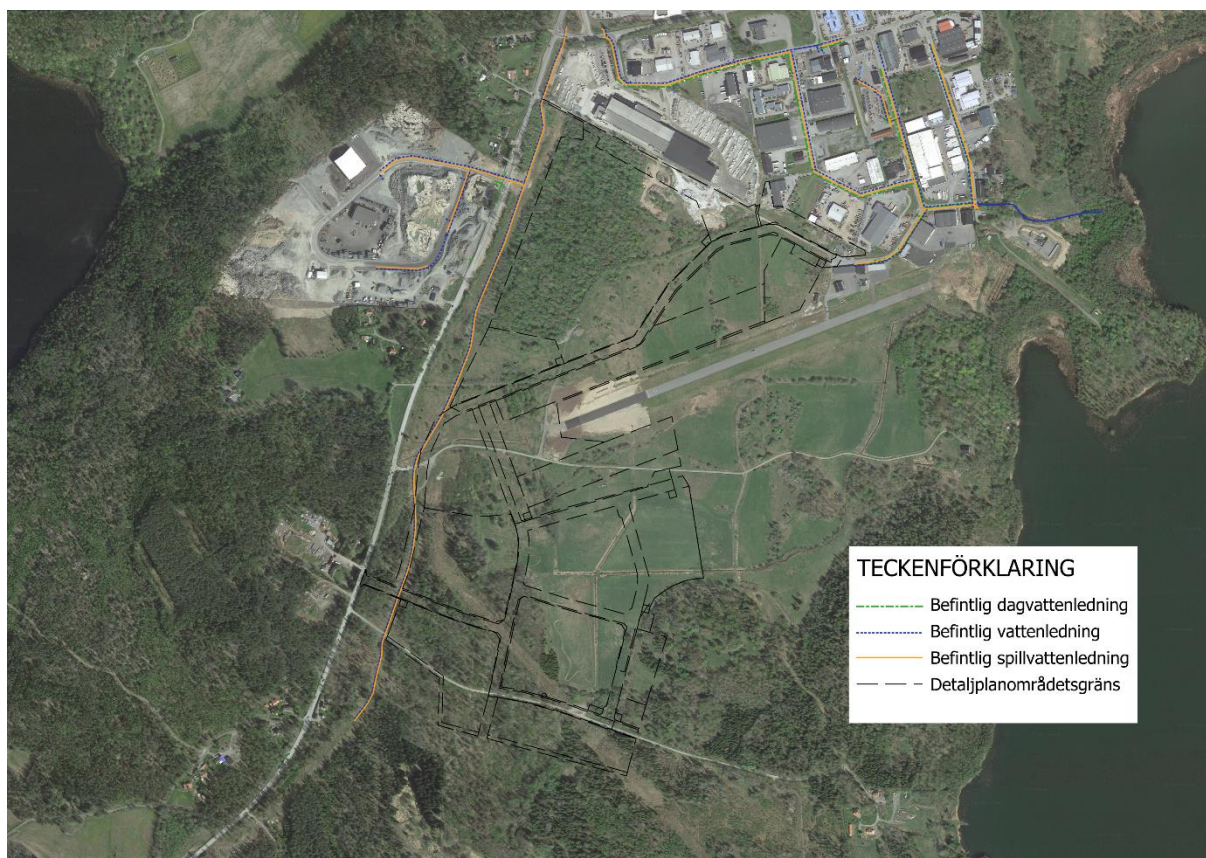 TECKENFÖRKLARING
Befintlig dagvattenledning
Befintlig vattenledning
Befintlig spillvattenledning
Detaljplanområdetsgräns